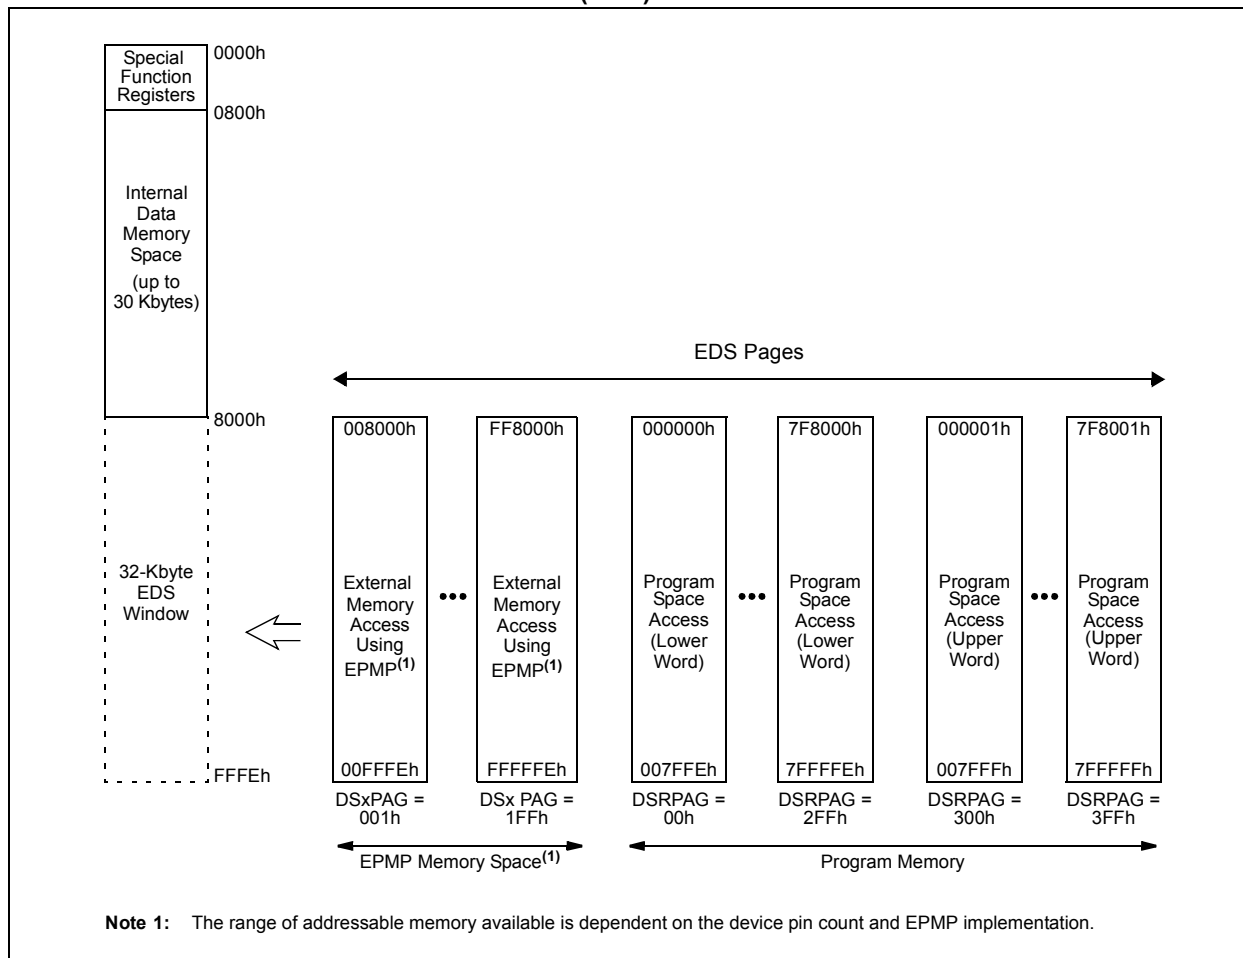 Special
Function
Registers
0000h
0800h
Internal
Data
Memory
Space
(up to
30 Kbytes)
EDS Pages
8000h
32-Kbyte
EDS
Window
FFFEh
008000h
External
Memory
Access
Using
EPMP(1)
00FFFEh
DSxPAG =
001h
•••
FF8000h
External
Memory
Access
Using
EPMP(1)
FFFFFEh
DSx PAG =
1FFh
000000h
Program
Space
Access
(Lower
Word)
007FFEh
DSRPAG =
00h
•••
7F8000h
Program
Space
Access
(Lower
Word)
7FFFFEh
DSRPAG =
2FFh
000001h
Program
Space
Access
(Upper
Word)
007FFFh
DSRPAG =
300h
•••
7F8001h
Program
Space
Access
(Upper
Word)
7FFFFFh
DSRPAG =
3FFh
EPMP Memory Space(1)
Program Memory
Note 1: The range of addressable memory available is dependent on the device pin count and EPMP implementation.